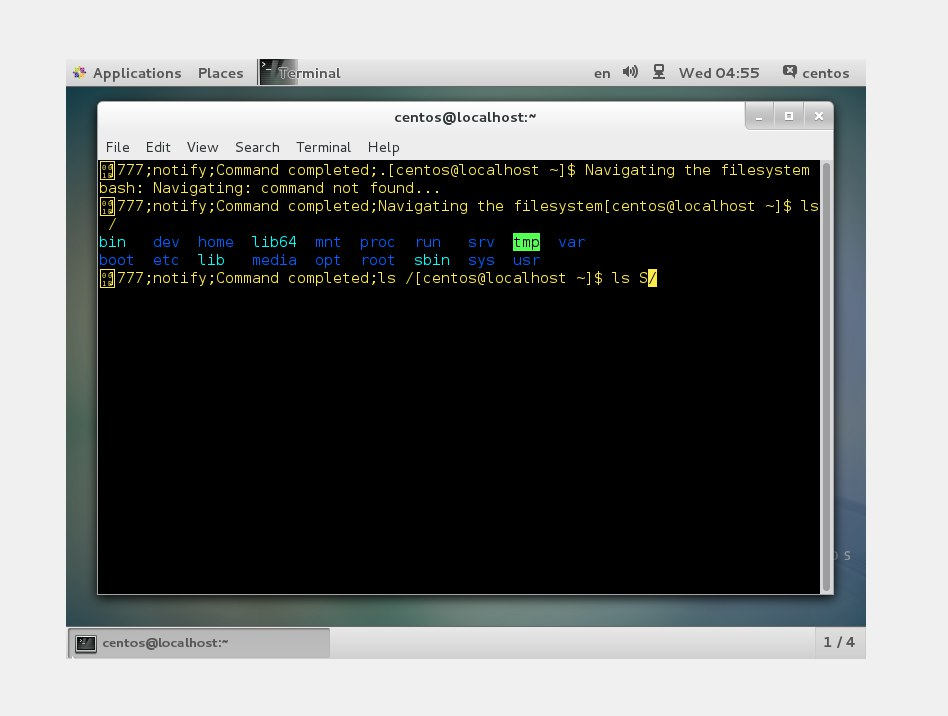 Applications Places Terminal en Wed 04:55 centos
centos@localhost:~
File Edit View Search Terminal Help
777;notify;Command completed;.[centos@localhost ~]$ Navigating the filesystem
bash: Navigating: command not found...
777;notify;Command completed;Navigating the filesystem[centos@localhost ~]$ ls
/
bin dev home lib64 mnt proc run srv tmp var
boot etc lib media opt root sbin sys usr
777;notify;Command completed;ls /[centos@localhost ~]$ ls S/
centos@localhost:~ 1 / 4